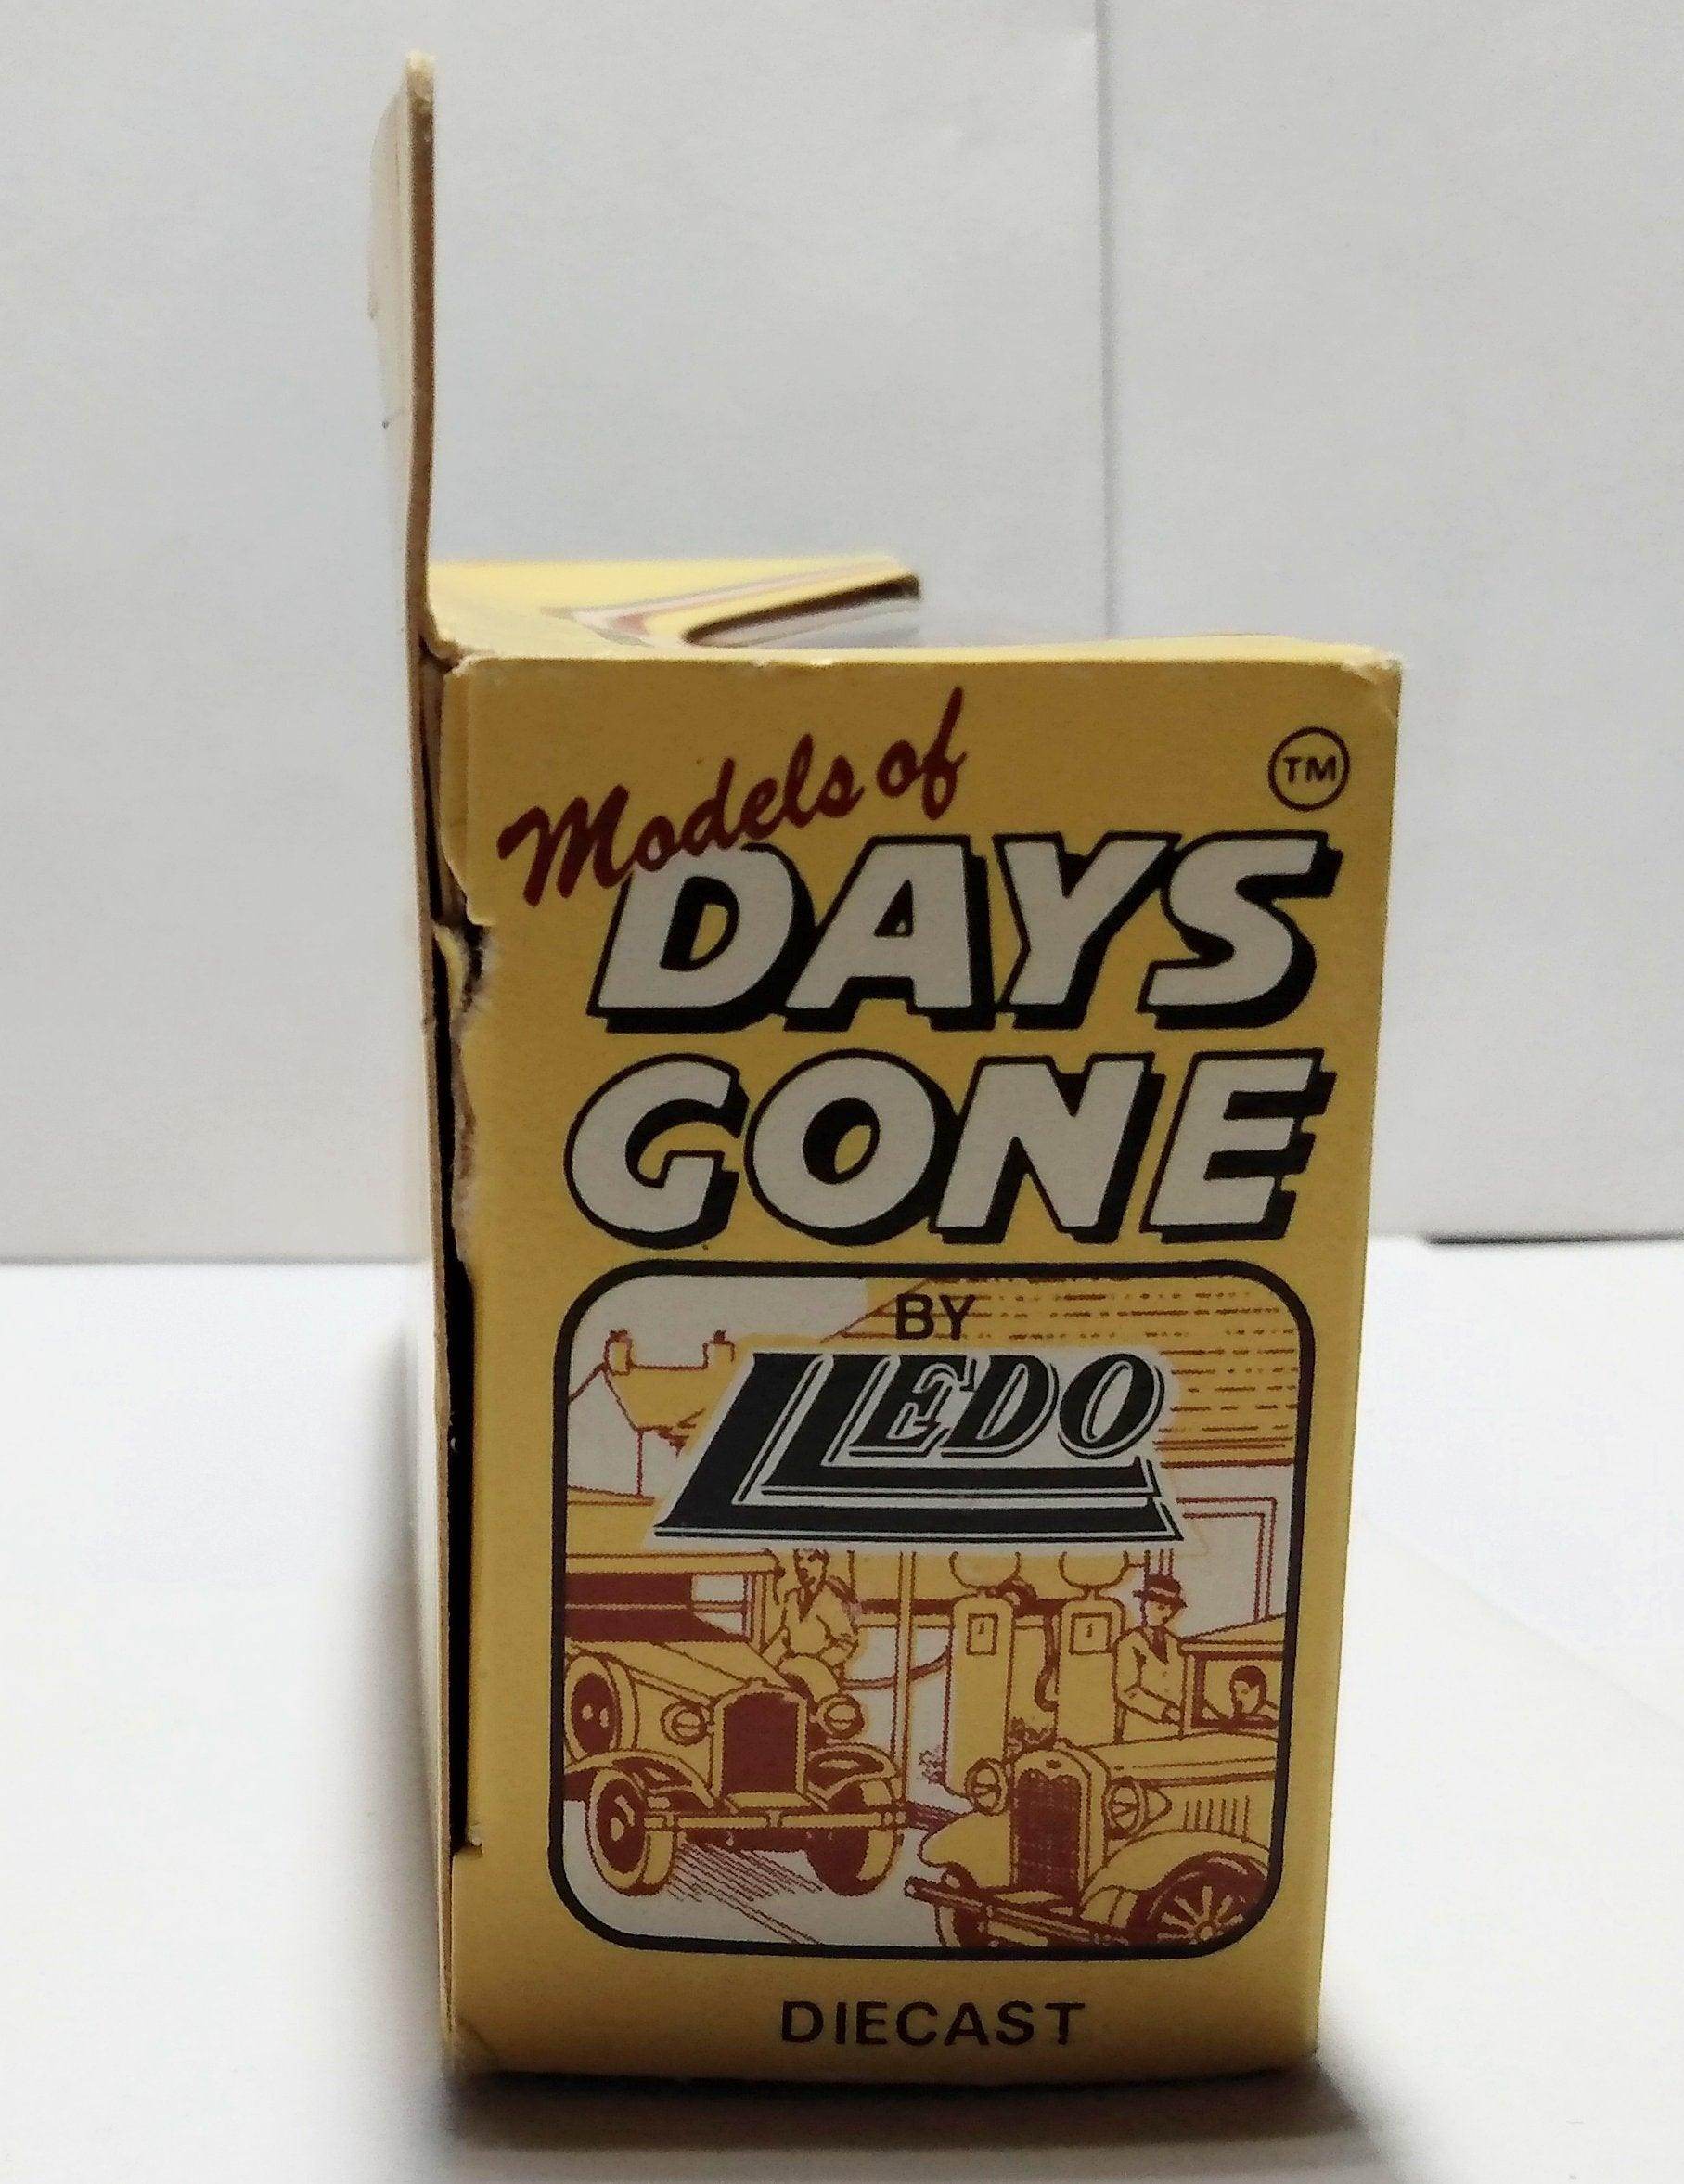 Models of
TM
DAYS
GONE
BY
LLEDO
DIECAST